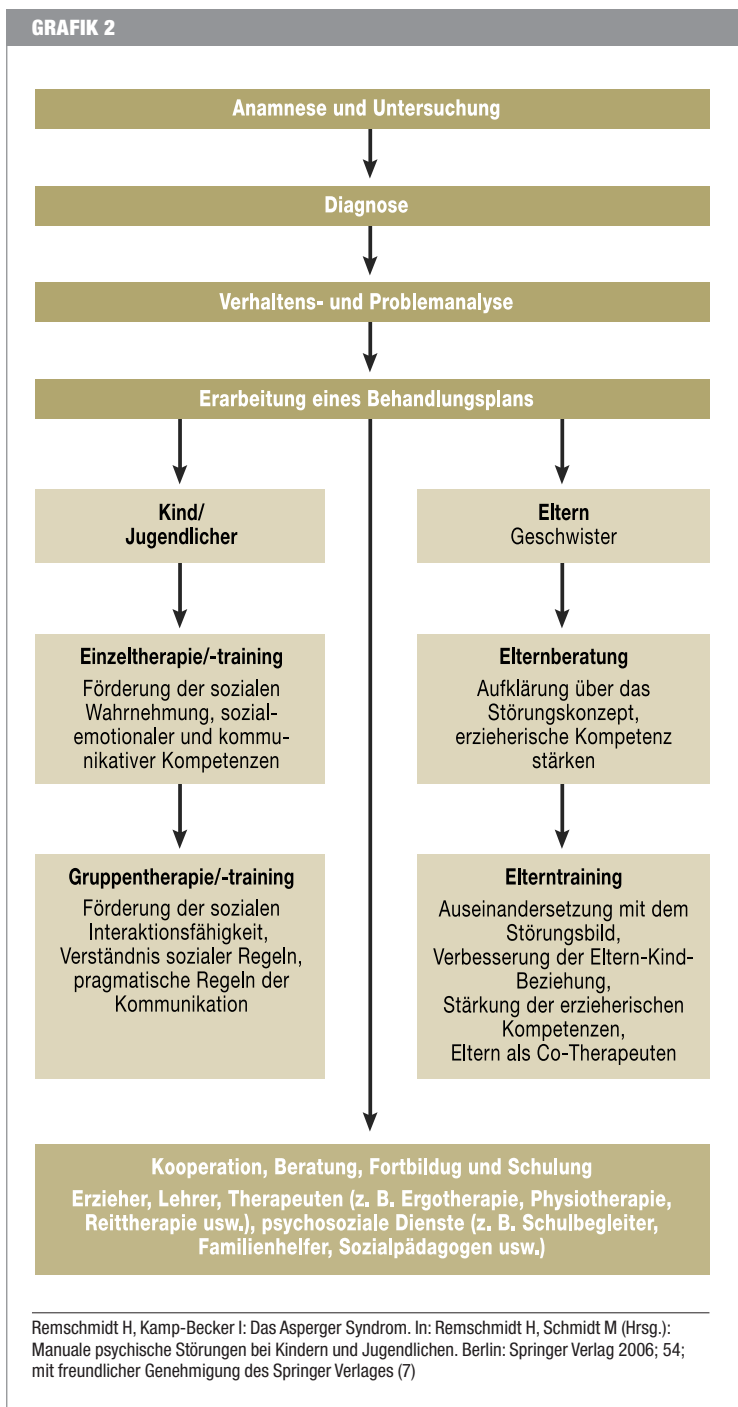 GRAFIK 2
Anamnese und Untersuchung
Diagnose
Verhaltens- und Problemanalyse
Erarbeitung eines Behandlungsplans
Kind/
Jugendlicher
Einzeltherapie/-training
Förderung der sozialen
Wahrnehmung, sozial-
emotionaler und kommu-
nikativer Kompetenzen
Gruppentherapie/-training
Förderung der sozialen
Interaktionsfähigkeit,
Verständnis sozialer Regeln,
pragmatische Regeln der
Kommunikation
Eltern
Geschwister
Elternberatung
Aufklärung über das
Störungskonzept,
erzieherische Kompetenz
stärken
Elterntraining
Auseinandersetzung mit dem
Störungsbild,
Verbesserung der Eltern-Kind-
Beziehung,
Stärkung der erzieherischen
Kompetenzen,
Eltern als Co-Therapeuten
Kooperation, Beratung, Fortbildug und Schulung
Erzieher, Lehrer, Therapeuten (z. B. Ergotherapie, Physiotherapie,
Reittherapie usw.), psychosoziale Dienste (z. B. Schulbegleiter,
Familienhelfer, Sozialpädagogen usw.)
Remschmidt H, Kamp-Becker I: Das Asperger Syndrom. In: Remschmidt H, Schmidt M (Hrsg.):
Manuale psychische Störungen bei Kindern und Jugendlichen. Berlin: Springer Verlag 2006; 54;
mit freundlicher Genehmigung des Springer Verlages (7)